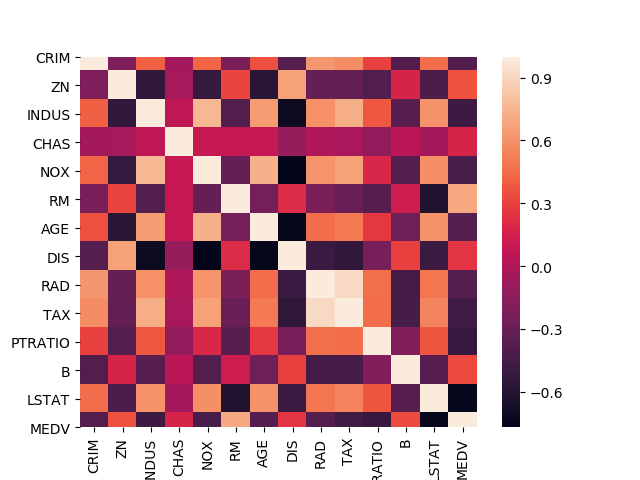 CRIM
ZN
INDUS
CHAS
NOX
RM
AGE
DIS
RAD
TAX
PTRATIO
B
LSTAT
MEDV
CRIM
ZN
NDUS
CHAS
NOX
RM
AGE
DIS
RAD
TAX
RATIO
B
LSTAT
MEDV
0.9
0.6
0.3
0.0
−0.3
−0.6